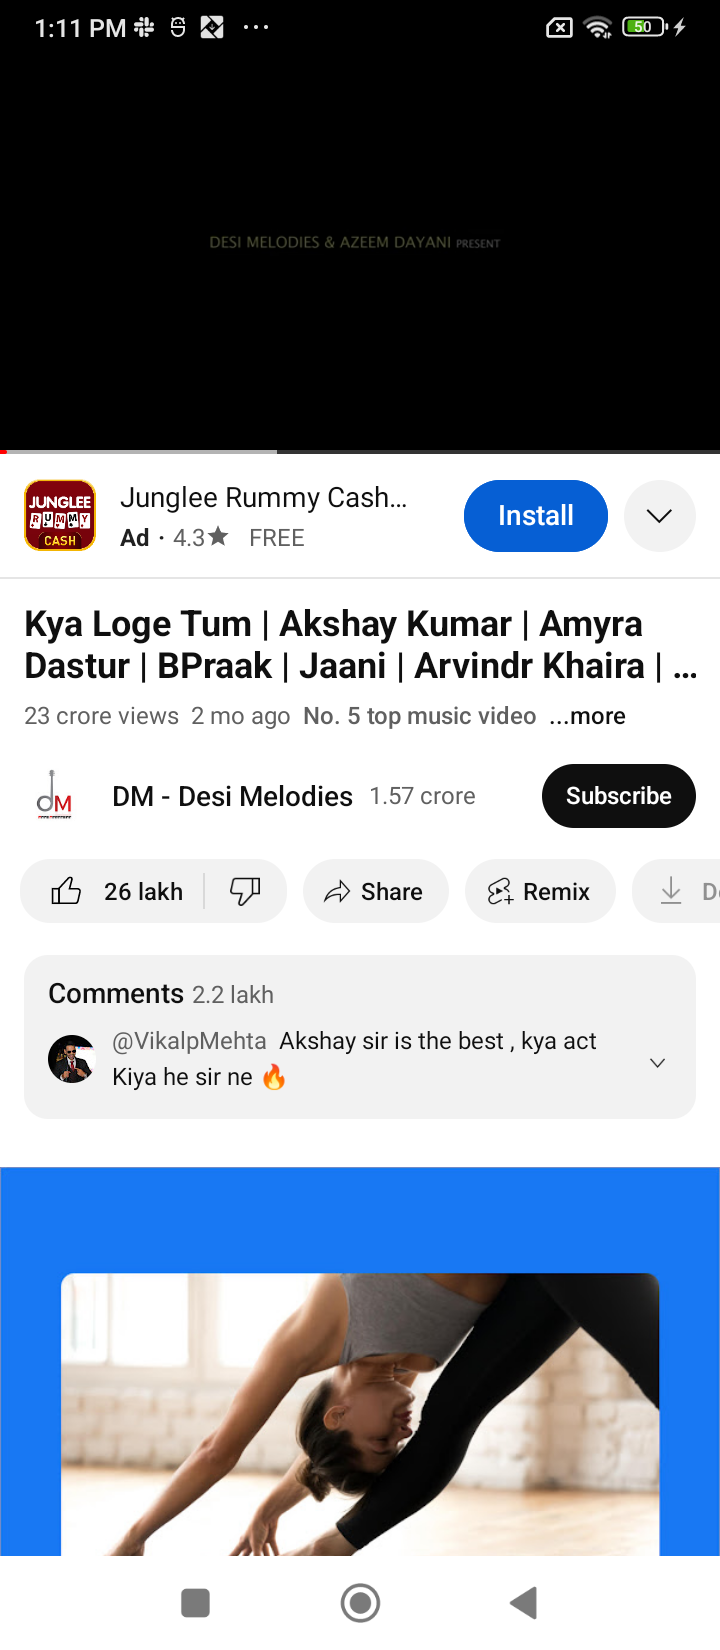 1:11 PM
50
DESI MELODIES & AZEEM DAYANI PRESENT
JUNGLEE
RUMMY
CASH
Junglee Rummy Cash...
Ad · 4.3★ FREE
Install
Kya Loge Tum | Akshay Kumar | Amyra
Dastur | BPraak | Jaani | Arvindr Khaira | ...
23 crore views 2 mo ago No. 5 top music video ...more
dM
DM - Desi Melodies 1.57 crore
Subscribe
26 lakh
Share
Remix
Comments 2.2 lakh
@VikalpMehta Akshay sir is the best , kya act
Kiya he sir ne 🔥